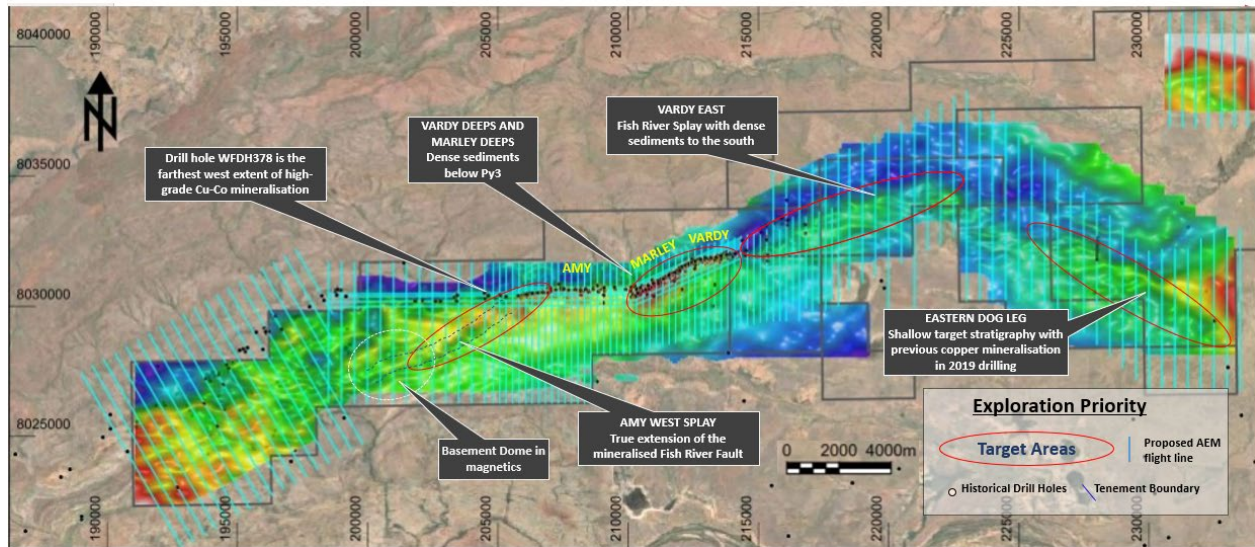 190000
195000
200000
205000
210000
215000
220000
225000
230000
8040000
8035000
8030000
8025000
N
VARDY DEEPS AND
MARLEY DEEPS
Dense sediments
below Py3
VARDY EAST
Fish River Splay with dense
sediments to the south
Drill hole WFDH378 is the
farthest west extent of high-
grade Cu-Co mineralisation
AMY
MARLEY
VARDY
EASTERN DOG LEG
Shallow target stratigraphy with
previous copper mineralisation
in 2019 drilling
AMY WEST SPLAY
True extension of the
mineralised Fish River Fault
Basement Dome in
magnetics
0 2000 4000m
Exploration Priority
Target Areas
Proposed AEM
flight line
Historical Drill Holes
Tenement Boundary
190000
195000
200000
205000
210000
215000
220000
225000
230000